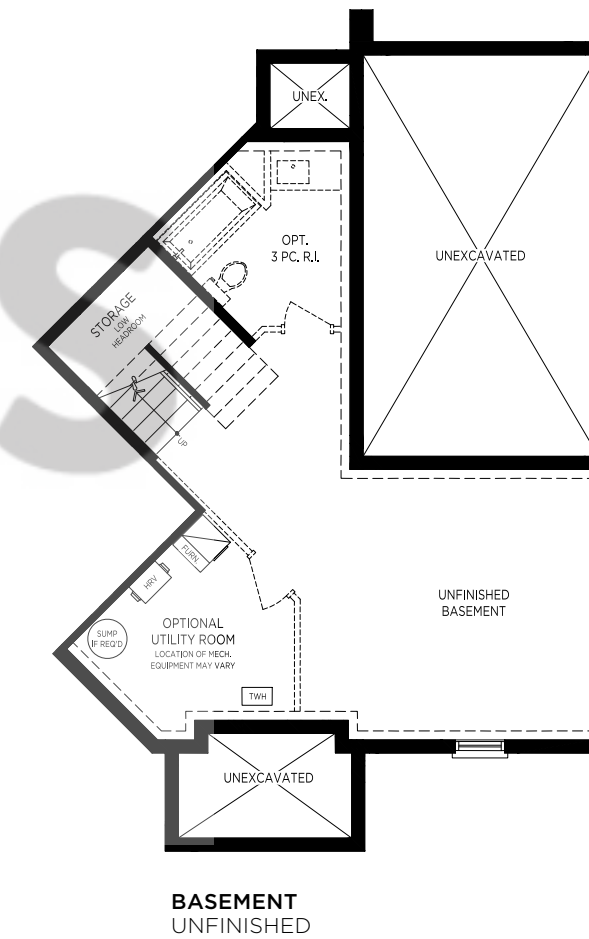 UNEX.
OPT.
3 PC. R.I.
UNEXCAVATED
STORAGE
LOW
HEADROOM
UP
FURN.
HRV
UNFINISHED
BASEMENT
OPTIONAL
UTILITY ROOM
LOCATION OF MECH.
EQUIPMENT MAY VARY
SUMP
IF REQ'D
TWH
UNEXCAVATED
BASEMENT
UNFINISHED
S